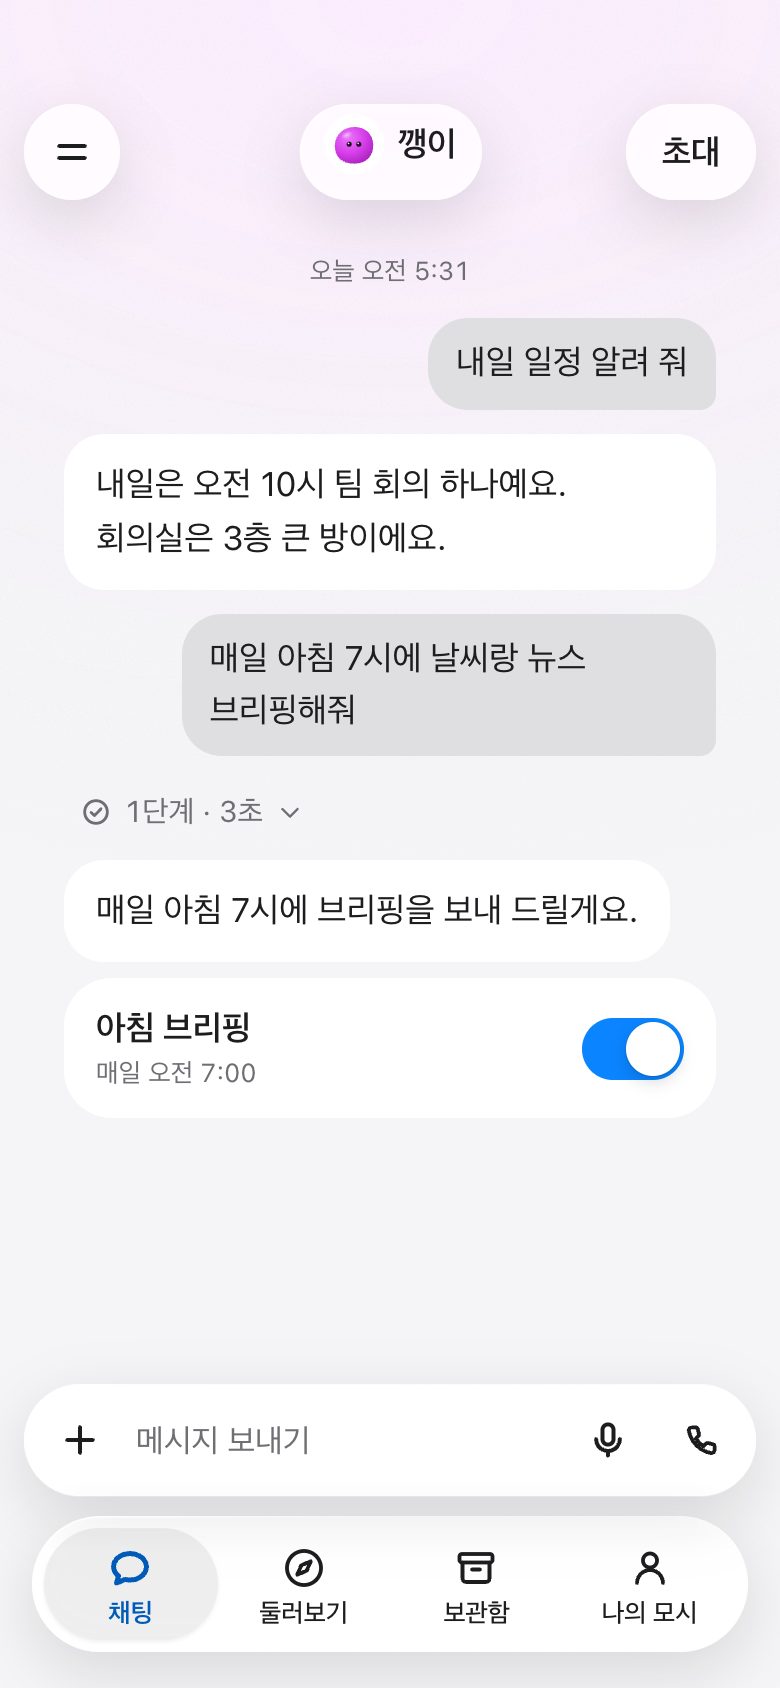 깽이
초대
오늘 오전 5:31
내일 일정 알려 줘
내일은 오전 10시 팀 회의 하나예요.
회의실은 3층 큰 방이에요.
매일 아침 7시에 날씨랑 뉴스
브리핑해줘
1단계 · 3초
매일 아침 7시에 브리핑을 보내 드릴게요.
아침 브리핑
매일 오전 7:00
메시지 보내기
채팅
둘러보기
보관함
나의 모시